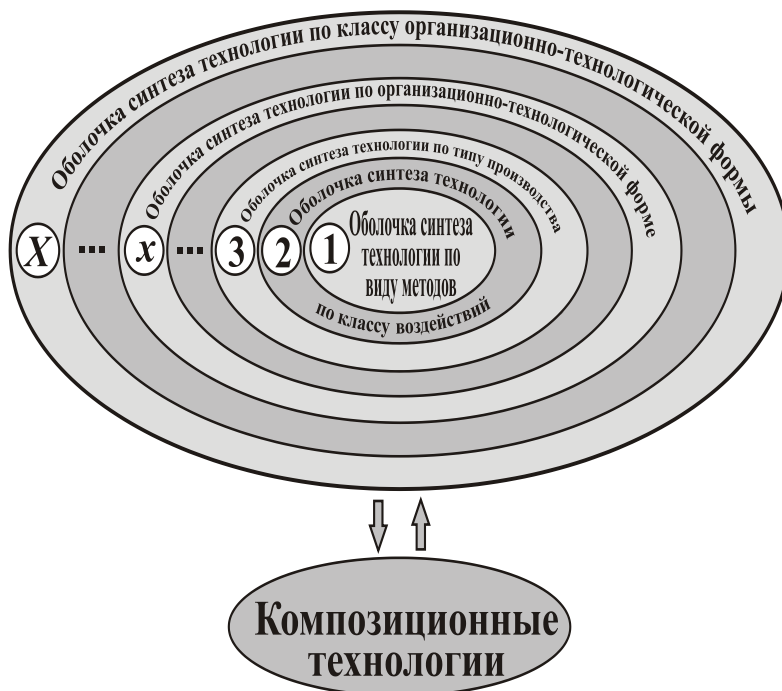 Оболочка синтеза технологии по классу организационно-технологической формы
Оболочка синтеза технологии по организационно-технологической форме
Оболочка синтеза технологии по типу производства
Оболочка синтеза технологии
по классу воздействий
Оболочка синтеза
технологии по
виду методов
X ... x ... 3 2 1
Композиционные
технологии